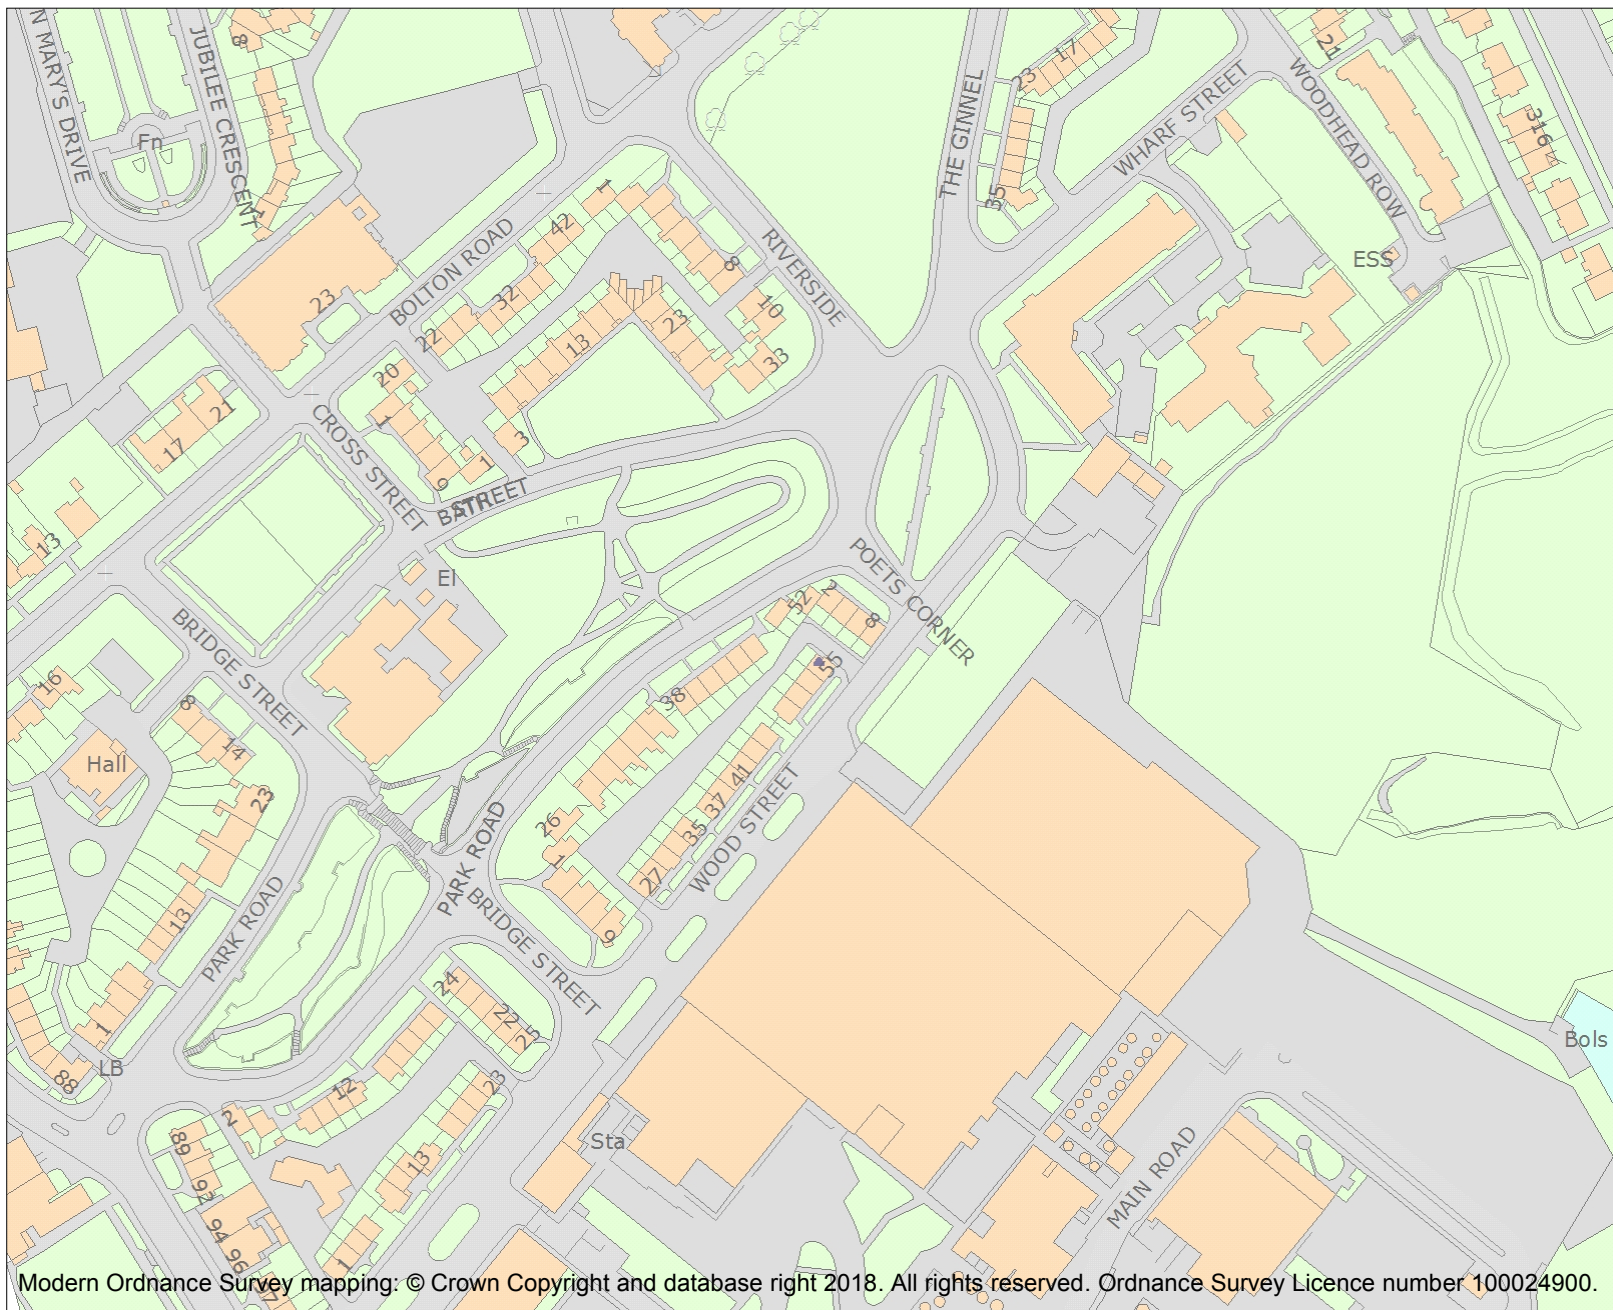 N MARY'S DRIVE
JUBILEE CRESCENT
8
Fn
1
23
17
THE GINNEL
WHARF STREET
35
21
WOODHEAD ROW
316
ESS
BOLTON ROAD
1
42
32
22
8
10
33
RIVERSIDE
23
13
20
1
9
1
3
CROSS STREET
BATH STREET
23
21
17
13
El
POETS CORNER
BRIDGE STREET
16
8
14
Hall
23
52
2
8
55
38
41
37
35
27
WOOD STREET
26
1
9
PARK ROAD
BRIDGE STREET
PARK ROAD
13
1
LB
88
24
22
25
12
23
2
89
92
94
96
97
13
1
Sta
MAIN ROAD
Bols
Modern Ordnance Survey mapping: © Crown Copyright and database right 2018. All rights reserved. Ordnance Survey Licence number 100024900.